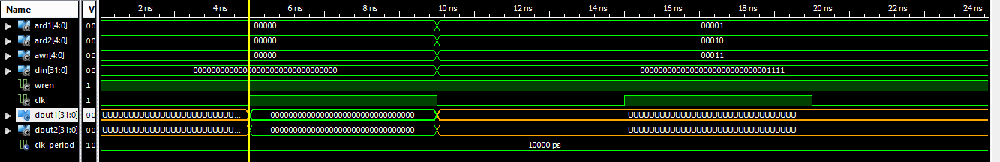 Name V. 2 ns 4 ns 6 ns 8 ns 10 ns 12 ns 14 ns 16 ns 18 ns 20 ns 22 ns 24 ns
ard1[4:0] 00 00000 00001
ard2[4:0] 00 00000 00010
awr[4:0] 00 00000 00011
din[31:0] 00 00000000000000000000000000000000 00000000000000000000000000001111
wren 1
clk 1
dout1[31:0] 00 UUUUUUUUUUUUUUUUUUUUUUUUU... 00000000000000000000000000000000 UUUUUUUUUUUUUUUUUUUUUUUUUUUUUUUU
dout2[31:0] 00 UUUUUUUUUUUUUUUUUUUUUUUUU... 00000000000000000000000000000000 UUUUUUUUUUUUUUUUUUUUUUUUUUUUUUUU
clk_period 10 10000 ps